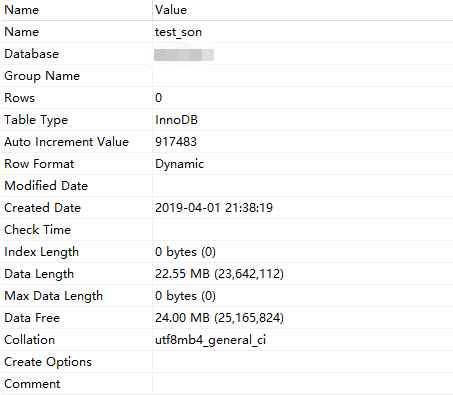 Name Value
Name test_son
Database
Group Name
Rows 0
Table Type InnoDB
Auto Increment Value 917483
Row Format Dynamic
Modified Date
Created Date 2019-04-01 21:38:19
Check Time
Index Length 0 bytes (0)
Data Length 22.55 MB (23,642,112)
Max Data Length 0 bytes (0)
Data Free 24.00 MB (25,165,824)
Collation utf8mb4_general_ci
Create Options
Comment